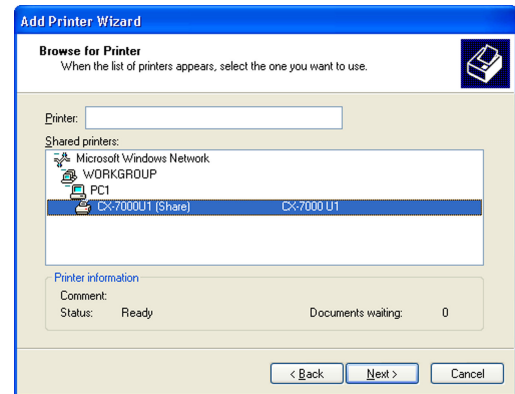 Add Printer Wizard
Browse for Printer
When the list of printers appears, select the one you want to use.
Printer:
Shared printers:
Microsoft Windows Network
WORKGROUP
PC1
CX-7000U1 (Share) CX-7000 U1
Printer information
Comment:
Status: Ready Documents waiting: 0
< Back Next > Cancel